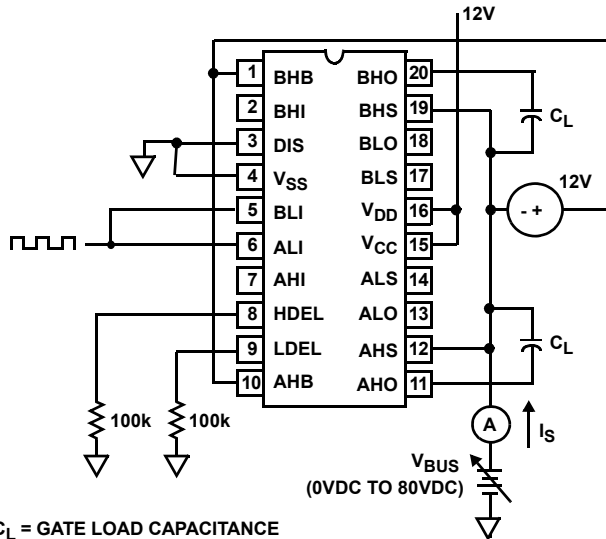 12V
1 BHB BHO 20
2 BHI BHS 19
3 DIS BLO 18
4 VSS BLS 17
5 BLI VDD 16
6 ALI VCC 15
7 AHI ALS 14
8 HDEL ALO 13
9 LDEL AHS 12
10 AHB AHO 11
CL
12V
- +
CL
100k 100k
A
IS
VBUS
(0VDC TO 80VDC)
CL = GATE LOAD CAPACITANCE